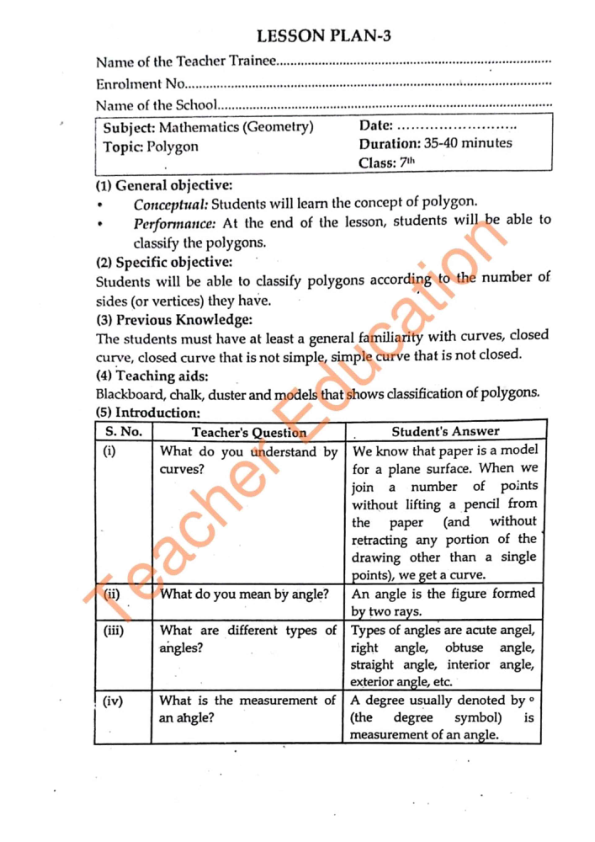 LESSON PLAN-3
Name of the Teacher Trainee................................................................
Enrolment No................................................................................
Name of the School..........................................................................
Subject: Mathematics (Geometry) Date: ..........................
Topic: Polygon Duration: 35-40 minutes
Class: 7th
(1) General objective:
• Conceptual: Students will learn the concept of polygon.
• Performance: At the end of the lesson, students will be able to
classify the polygons.
(2) Specific objective:
Students will be able to classify polygons according to the number of
sides (or vertices) they have.
(3) Previous Knowledge:
The students must have at least a general familiarity with curves, closed
curve, closed curve that is not simple, simple curve that is not closed.
(4) Teaching aids:
Blackboard, chalk, duster and models that shows classification of polygons.
(5) Introduction:
S. No. Teacher's Question Student's Answer
(i) What do you understand by We know that paper is a model
curves? for a plane surface. When we
join a number of points
without lifting a pencil from
the paper (and without
retracting any portion of the
drawing other than a single
points), we get a curve.
(ii) What do you mean by angle? An angle is the figure formed
by two rays.
(iii) What are different types of Types of angles are acute angel,
angles? right angle, obtuse angle,
straight angle, interior angle,
exterior angle, etc.
(iv) What is the measurement of A degree usually denoted by °
an angle? (the degree symbol) is
measurement of an angle.
Teacher Education